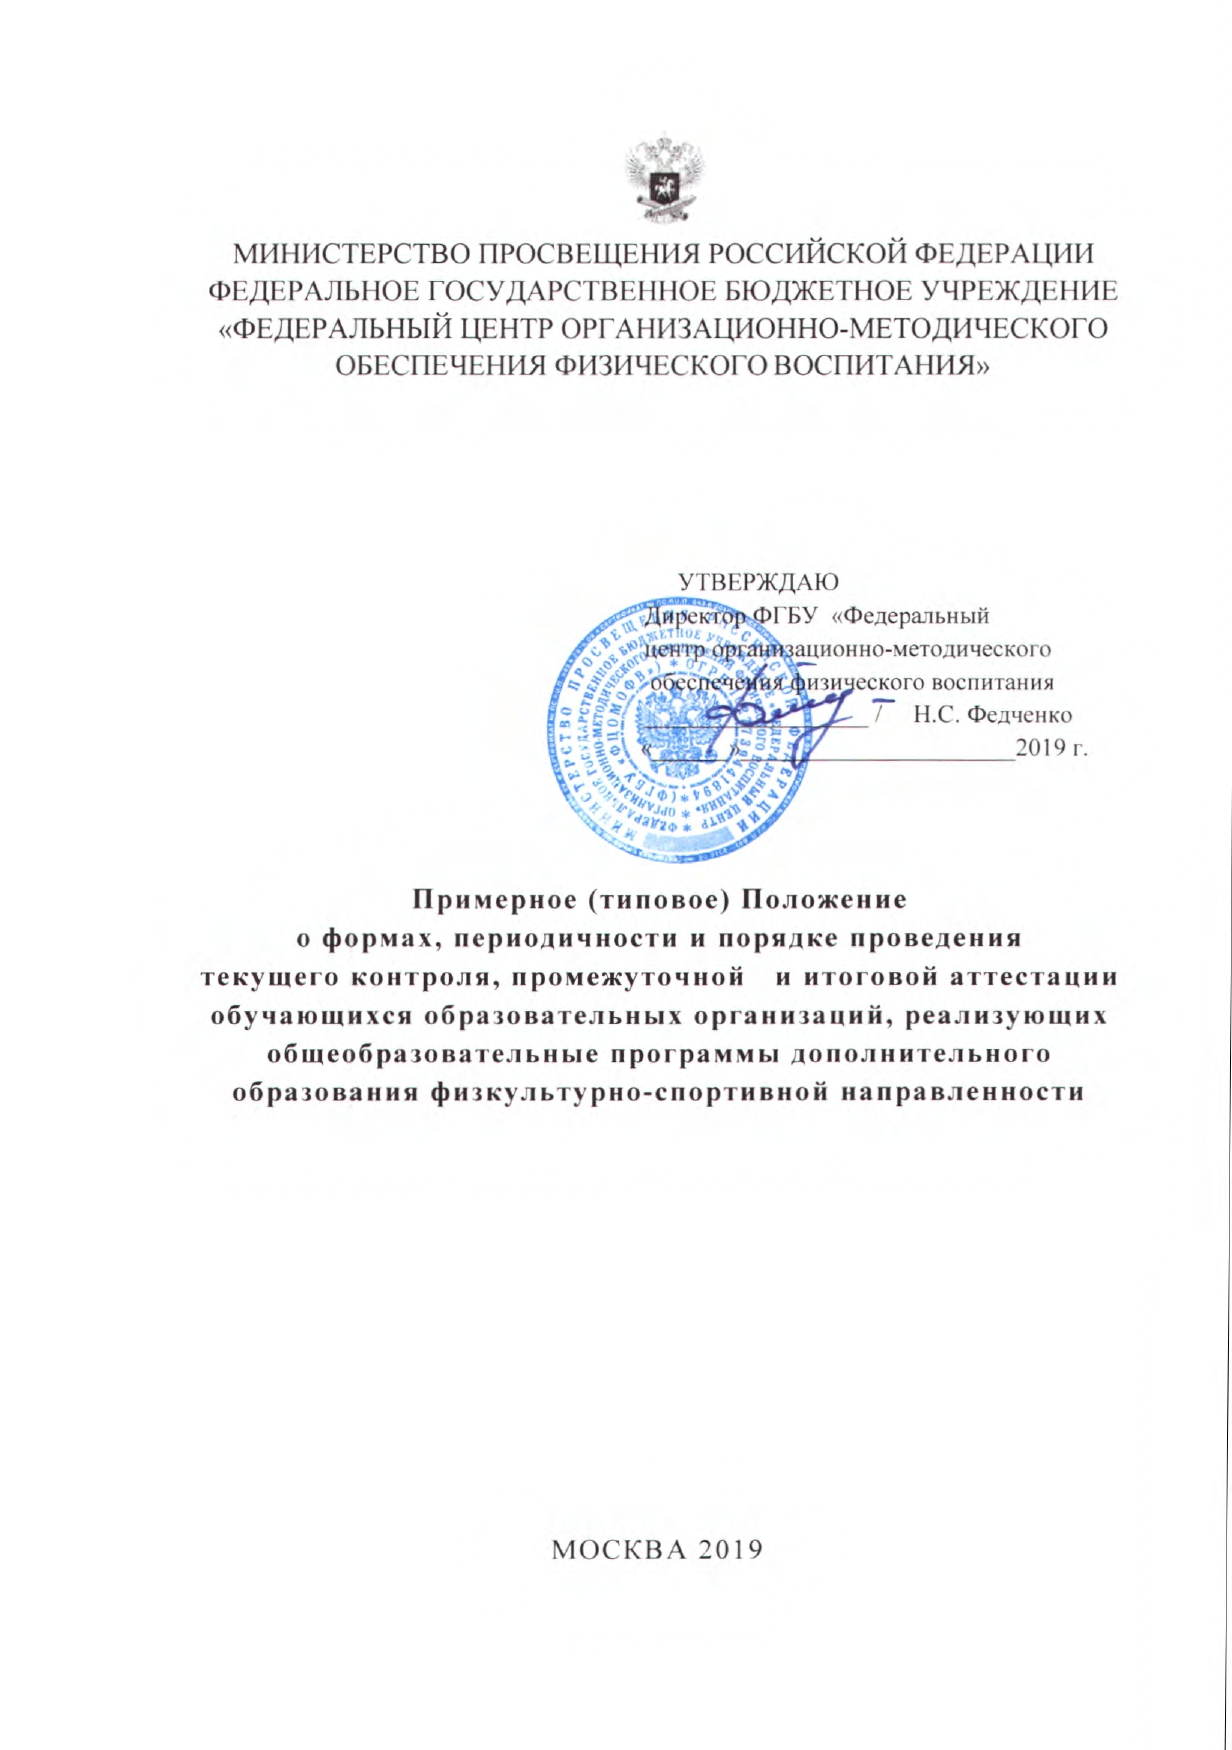 МИНИСТЕРСТВО ПРОСВЕЩЕНИЯ РОССИЙСКОЙ ФЕДЕРАЦИИ
ФЕДЕРАЛЬНОЕ ГОСУДАРСТВЕННОЕ БЮДЖЕТНОЕ УЧРЕЖДЕНИЕ
«ФЕДЕРАЛЬНЫЙ ЦЕНТР ОРГАНИЗАЦИОННО-МЕТОДИЧЕСКОГО
ОБЕСПЕЧЕНИЯ ФИЗИЧЕСКОГО ВОСПИТАНИЯ»
УТВЕРЖДАЮ
Директор ФГБУ «Федеральный
центр организационно-методического
обеспечения физического воспитания
/ Н.С. Федченко
«______»______________________2019 г.
Примерное (типовое) Положение
о формах, периодичности и порядке проведения
текущего контроля, промежуточной и итоговой аттестации
обучающихся образовательных организаций, реализующих
общеобразовательные программы дополнительного
образования физкультурно-спортивной направленности
МОСКВА 2019